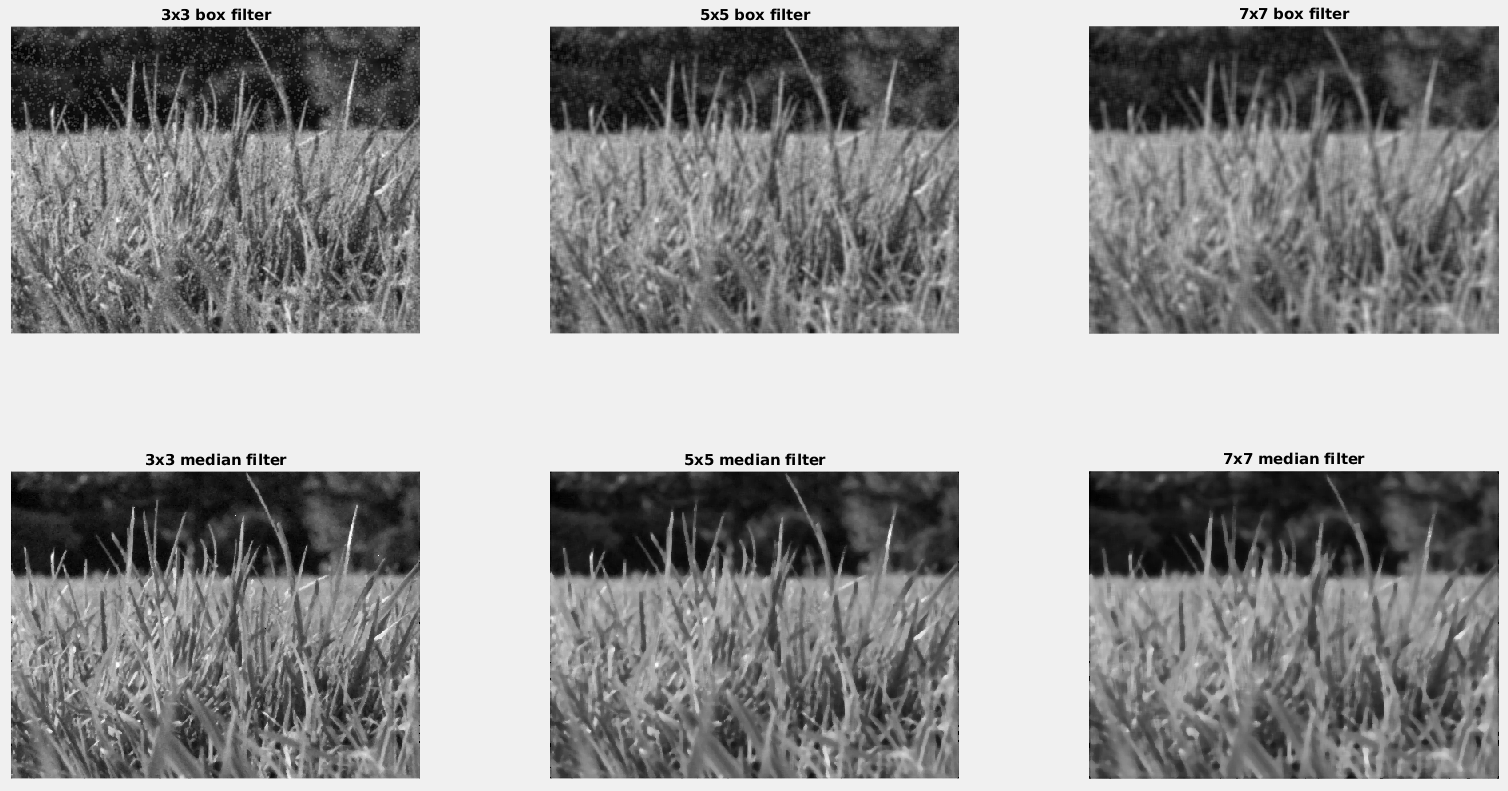 3x3 box filter
5x5 box filter
7x7 box filter
3x3 median filter
5x5 median filter
7x7 median filter